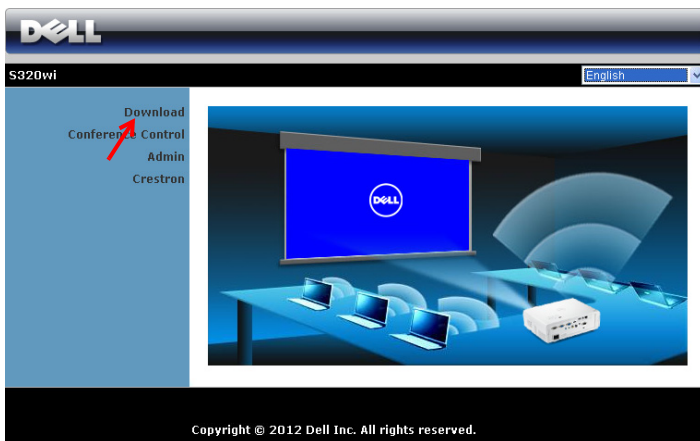 DELL
S320wi
English
Download
Conference Control
Admin
Crestron
DELL
Copyright © 2012 Dell Inc. All rights reserved.